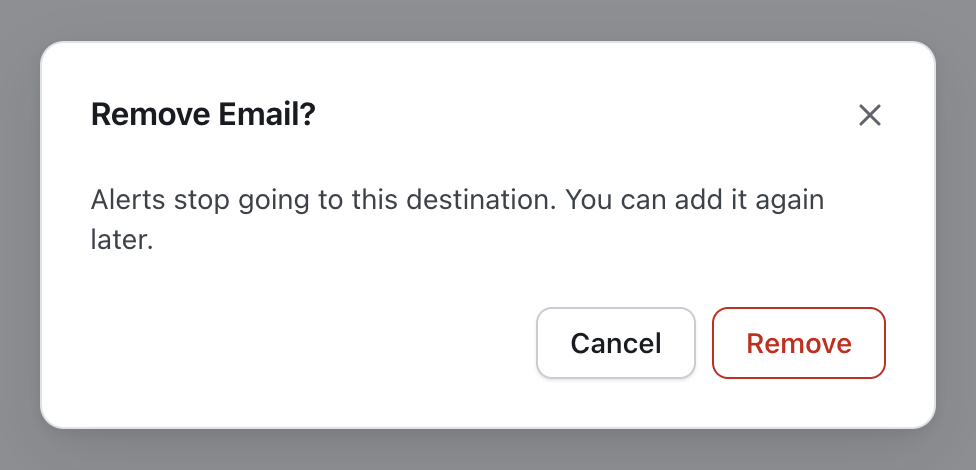 Remove Email?
Alerts stop going to this destination. You can add it again
later.
Cancel
Remove